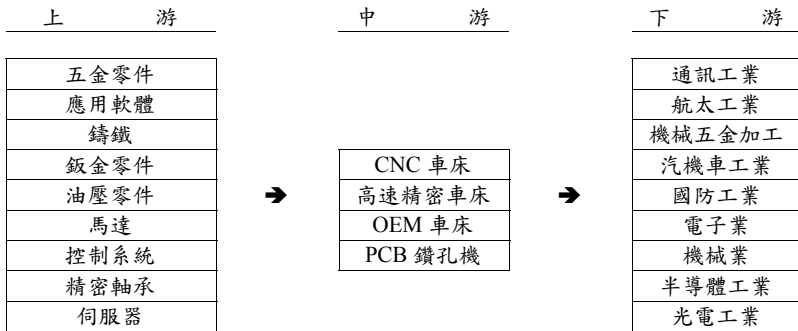 上游 中游 下游
五金零件 通訊工業
應用軟體 航太工業
鑄鐵 機械五金加工
鈑金零件 CNC 車床 汽機車工業
油壓零件 ➔ 高速精密車床 ➔ 國防工業
馬達 OEM 車床 電子業
控制系統 PCB 鑽孔機 機械業
精密軸承 半導體工業
伺服器 光電工業